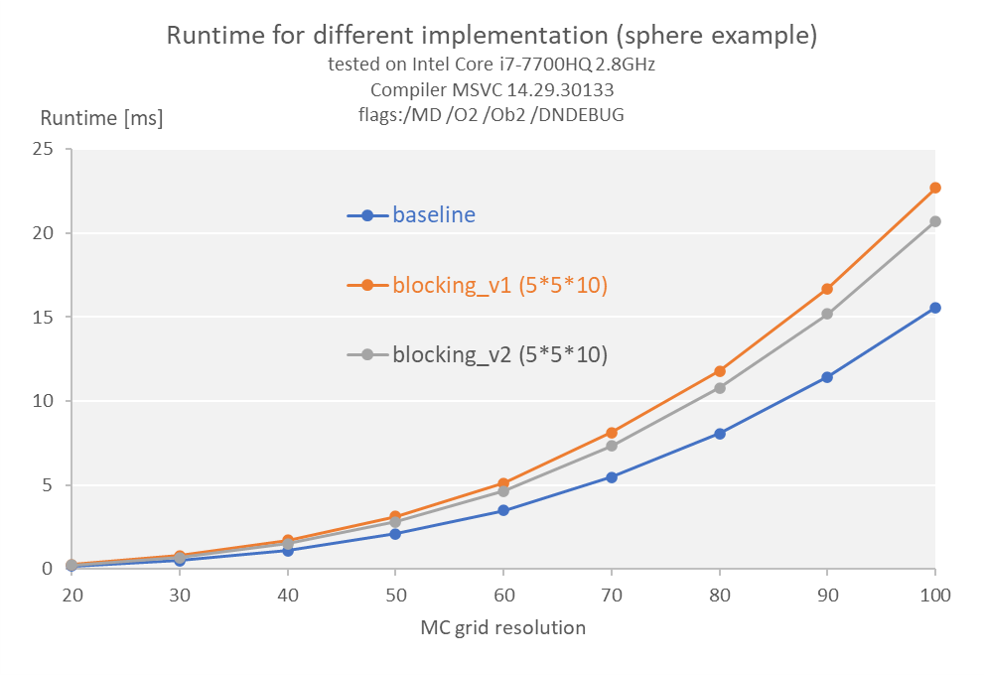 Runtime for different implementation (sphere example)
tested on Intel Core i7-7700HQ 2.8GHz
Compiler MSVC 14.29.30133
flags:/MD /O2 /Ob2 /DNDEBUG
Runtime [ms]
25
20
15
10
5
0
baseline
blocking_v1 (5*5*10)
blocking_v2 (5*5*10)
20 30 40 50 60 70 80 90 100
MC grid resolution